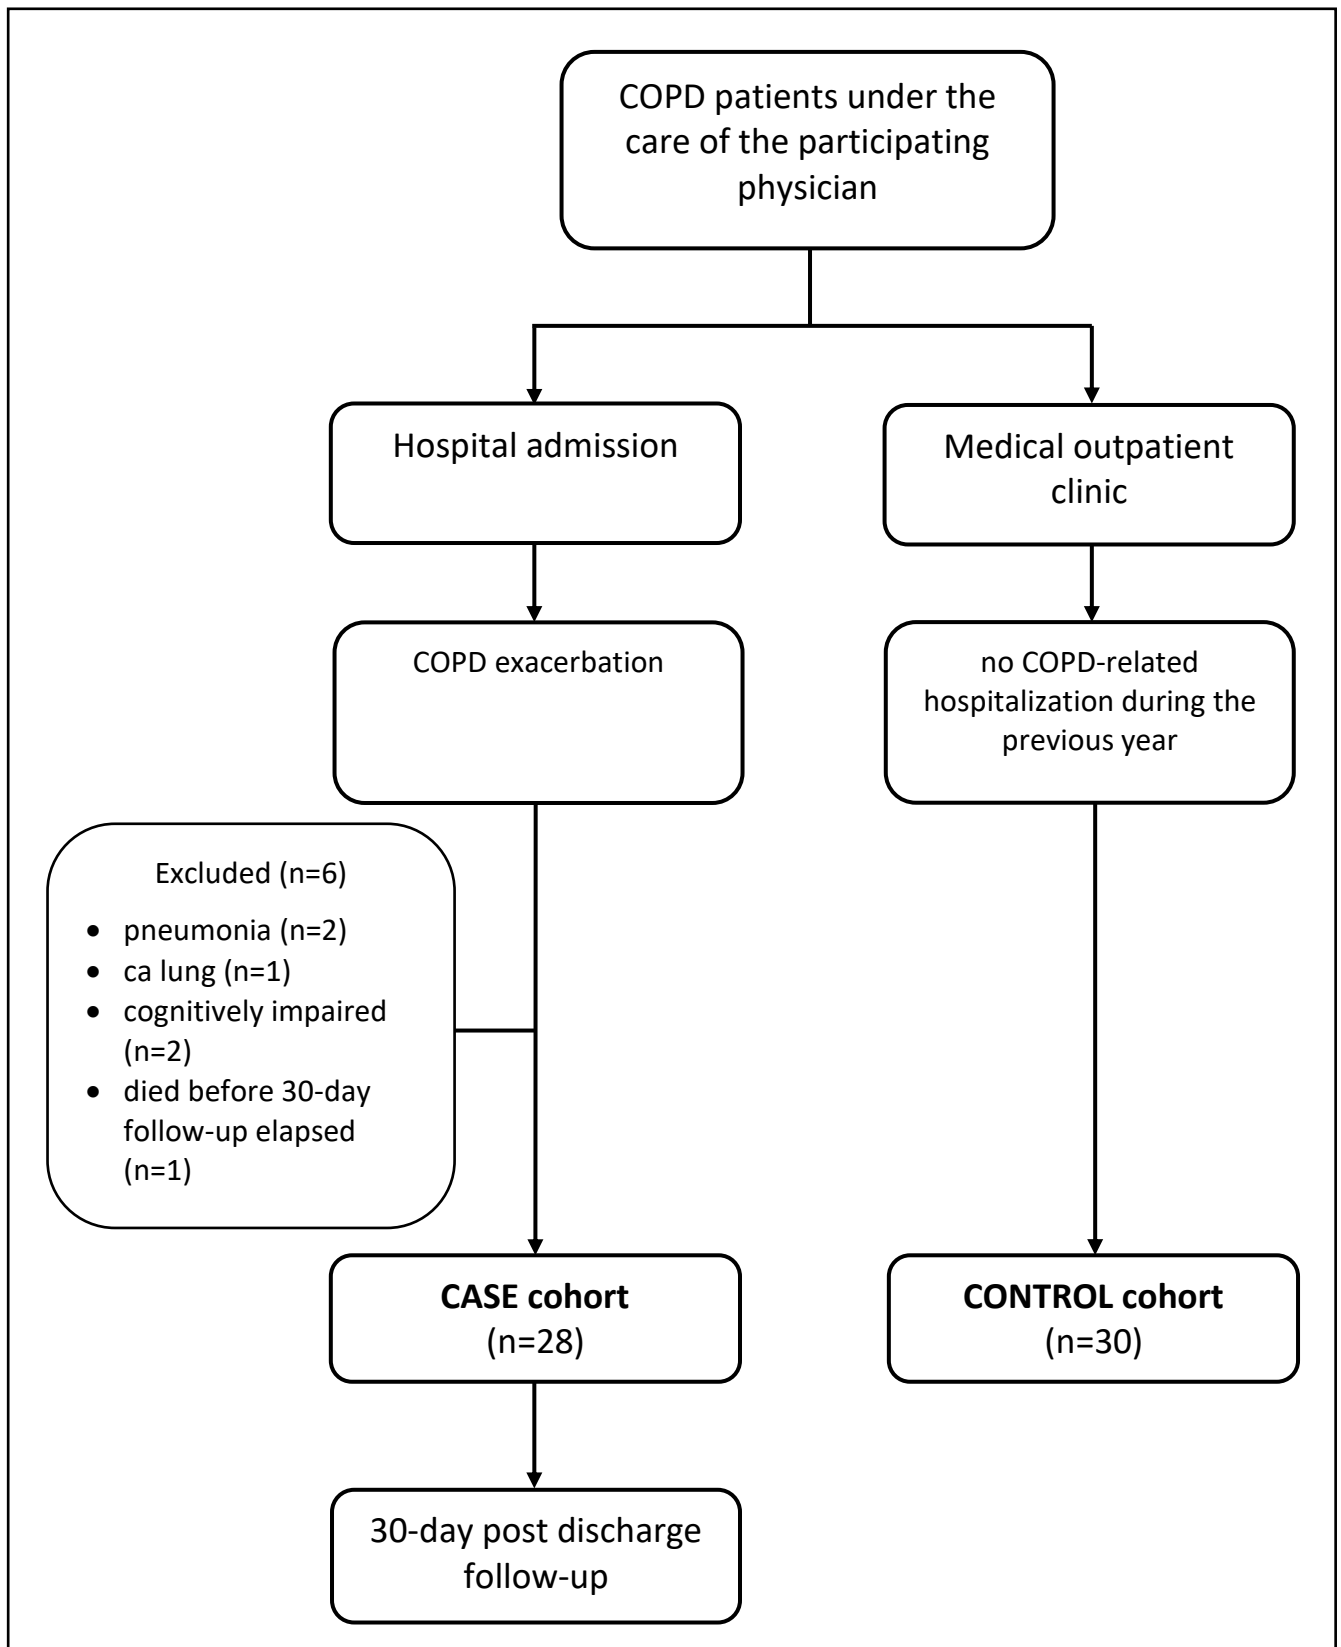 COPD patients under the
care of the participating
physician
Hospital admission
Medical outpatient
clinic
COPD exacerbation
no COPD-related
hospitalization during the
previous year
Excluded (n=6)
• pneumonia (n=2)
• ca lung (n=1)
• cognitively impaired
(n=2)
• died before 30-day
follow-up elapsed
(n=1)
CASE cohort
(n=28)
CONTROL cohort
(n=30)
30-day post discharge
follow-up